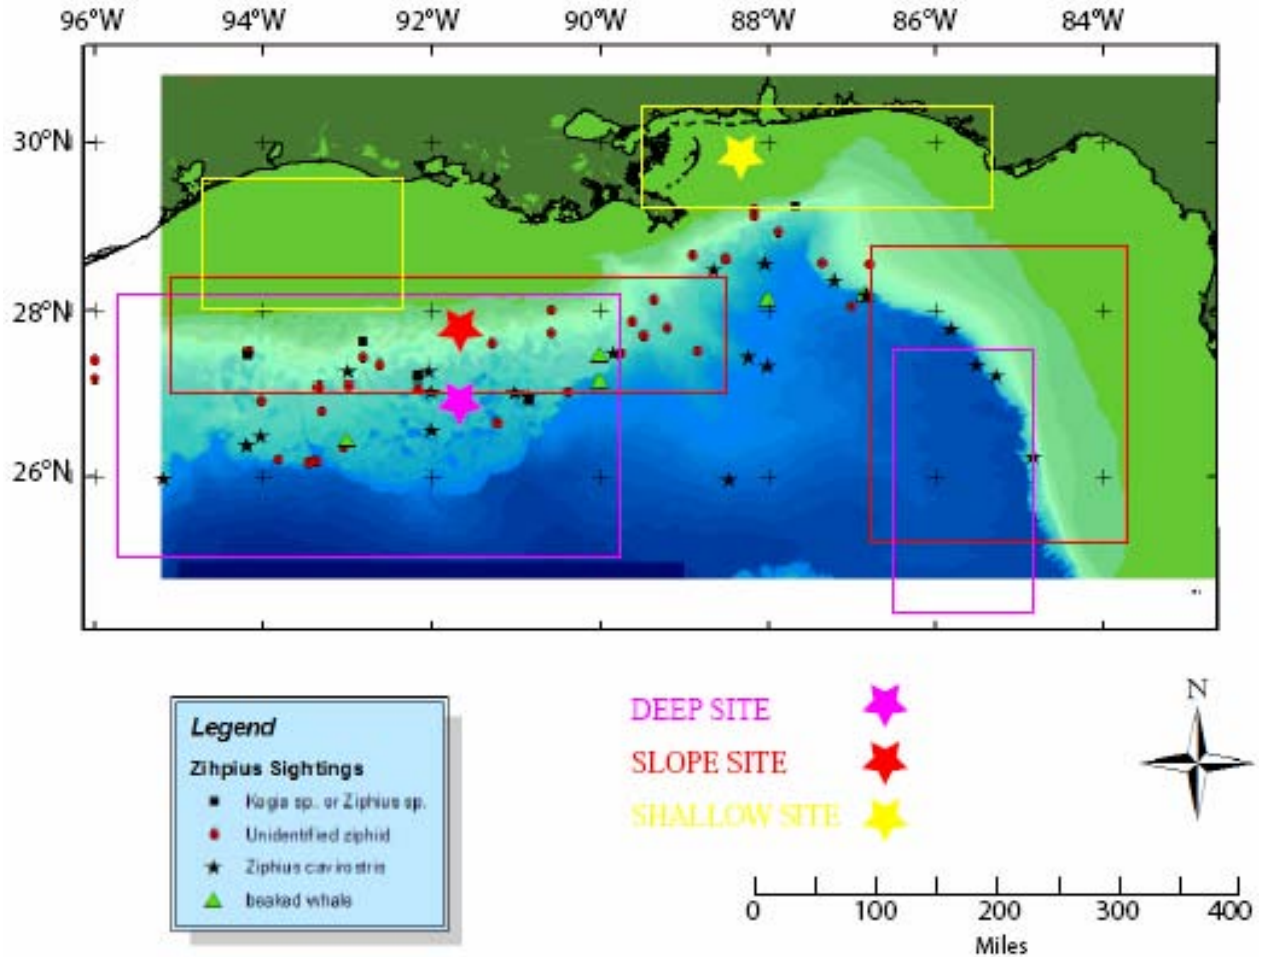 96°W 94°W 92°W 90°W 88°W 86°W 84°W
30°N
28°N
26°N
Legend
Zihpius Sightings
Kogia sp. or Ziphius sp.
Unidentified ziphiid
Ziphius cavirostris
beaked whale
DEEP SITE
SLOPE SITE
SHALLOW SITE
N
0 100 200 300 400
Miles